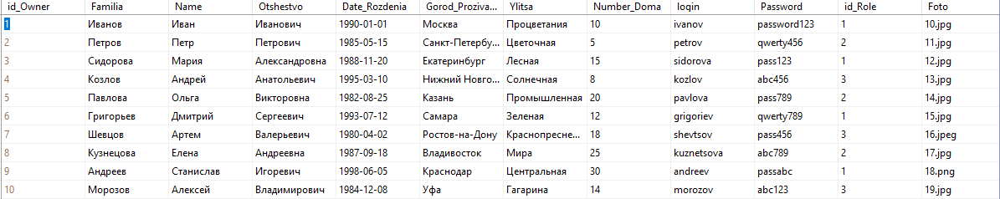 id_Owner Familia Name Otshestvo Date_Rozdenia Gorod_Proziva... Ylitsa Number_Doma login Password id_Role Foto
1 Иванов Иван Иванович 1990-01-01 Москва Процветания 10 ivanov password123 1 10.jpg
2 Петров Петр Петрович 1985-05-15 Санкт-Петербу... Цветочная 5 petrov qwerty456 2 11.jpg
3 Сидорова Мария Александровна 1988-11-20 Екатеринбург Лесная 15 sidorova pass123 1 12.jpg
4 Козлов Андрей Анатольевич 1995-03-10 Нижний Новго... Солнечная 8 kozlov abc456 3 13.jpg
5 Павлова Ольга Викторовна 1982-08-25 Казань Промышленная 20 pavlova pass789 2 14.jpg
6 Григорьев Дмитрий Сергеевич 1993-07-12 Самара Зеленая 12 grigoriev qwerty789 1 15.jpg
7 Шевцов Артем Валерьевич 1980-04-02 Ростов-на-Дону Краснопресне... 18 shevtsov pass456 3 16.jpeg
8 Кузнецова Елена Андреевна 1987-09-18 Владивосток Мира 25 kuznetsova abc789 2 17.jpg
9 Андреев Станислав Игоревич 1998-06-05 Краснодар Центральная 30 andreev passabc 1 18.png
10 Морозов Алексей Владимирович 1984-12-08 Уфа Гагарина 14 morozov abc123 3 19.jpg